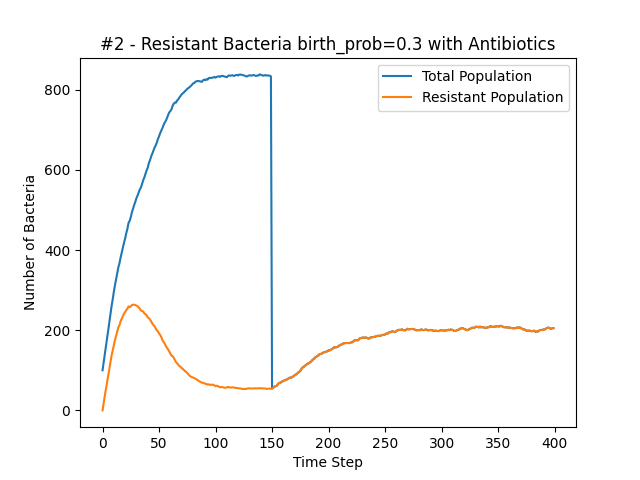 #2 - Resistant Bacteria birth_prob=0.3 with Antibiotics
Total Population
Resistant Population
Number of Bacteria
800
600
400
200
0
0 50 100 150 200 250 300 350 400
Time Step